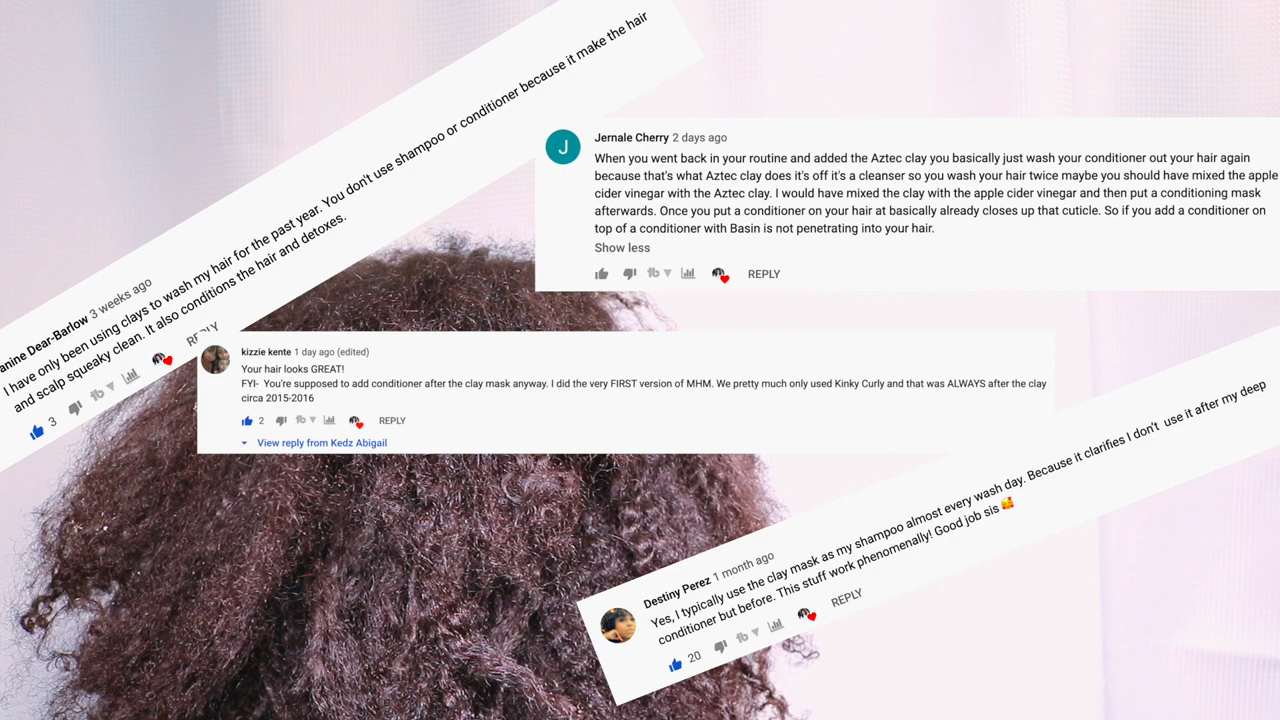 anine Dear-Barlow 3 weeks ago
I have only been using clays to wash my hair for the past year. You don't use shampoo or conditioner because it make the hair
and scalp squeaky clean. It also conditions the hair and detoxes.
3 REPLY
J
Jernale Cherry 2 days ago
When you went back in your routine and added the Aztec clay you basically just wash your conditioner out your hair again
because that's what Aztec clay does it's off it's a cleanser so you wash your hair twice maybe you should have mixed the apple
cider vinegar with the Aztec clay. I would have mixed the clay with the apple cider vinegar and then put a conditioning mask
afterwards. Once you put a conditioner on your hair at basically already closes up that cuticle. So if you add a conditioner on
top of a conditioner with Basin is not penetrating into your hair.
Show less
tb REPLY
kizzie kente 1 day ago (edited)
Your hair looks GREAT!
FYI- You're supposed to add conditioner after the clay mask anyway. I did the very FIRST version of MHM. We pretty much only used Kinky Curly and that was ALWAYS after the clay
circa 2015-2016
2 tb REPLY
View reply from Kedz Abigail
Destiny Perez 1 month ago
Yes, I typically use the clay mask as my shampoo almost every wash day. Because it clarifies I don't use it after my deep
conditioner but before. This stuff work phenomenally! Good job sis 🥰
20 tb REPLY